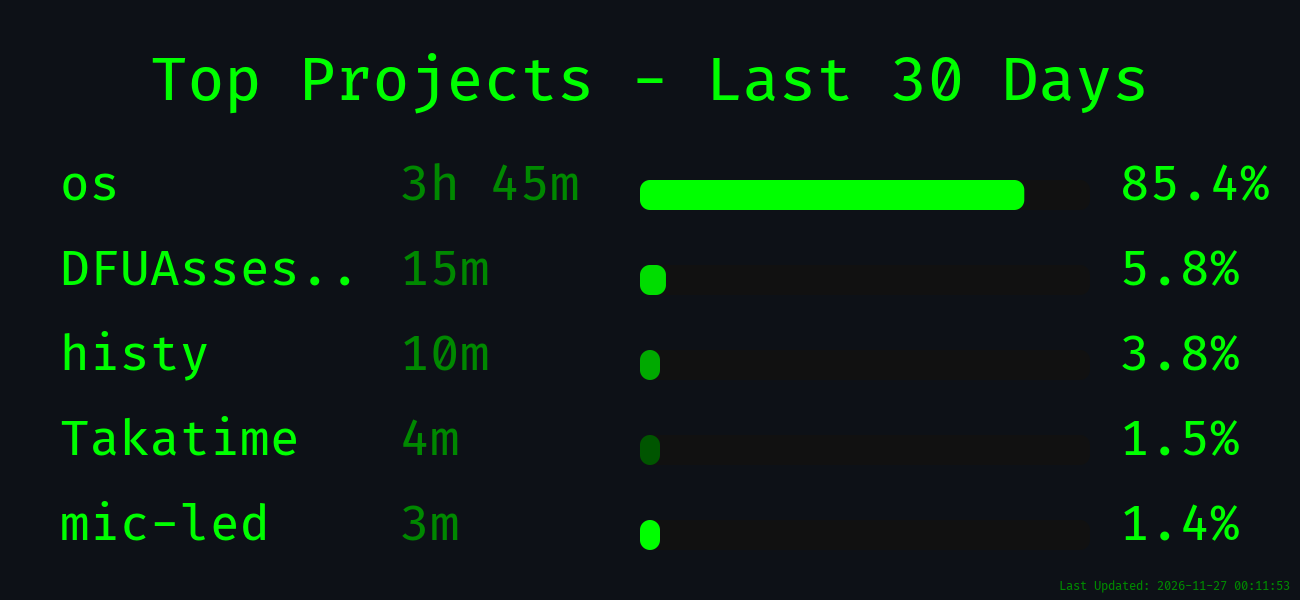 Top Projects - Last 30 Days
os 3h 45m 85.4%
DFUAsses.. 15m 5.8%
histy 10m 3.8%
Takatime 4m 1.5%
mic-led 3m 1.4%
Last Updated: 2026-11-27 00:11:53